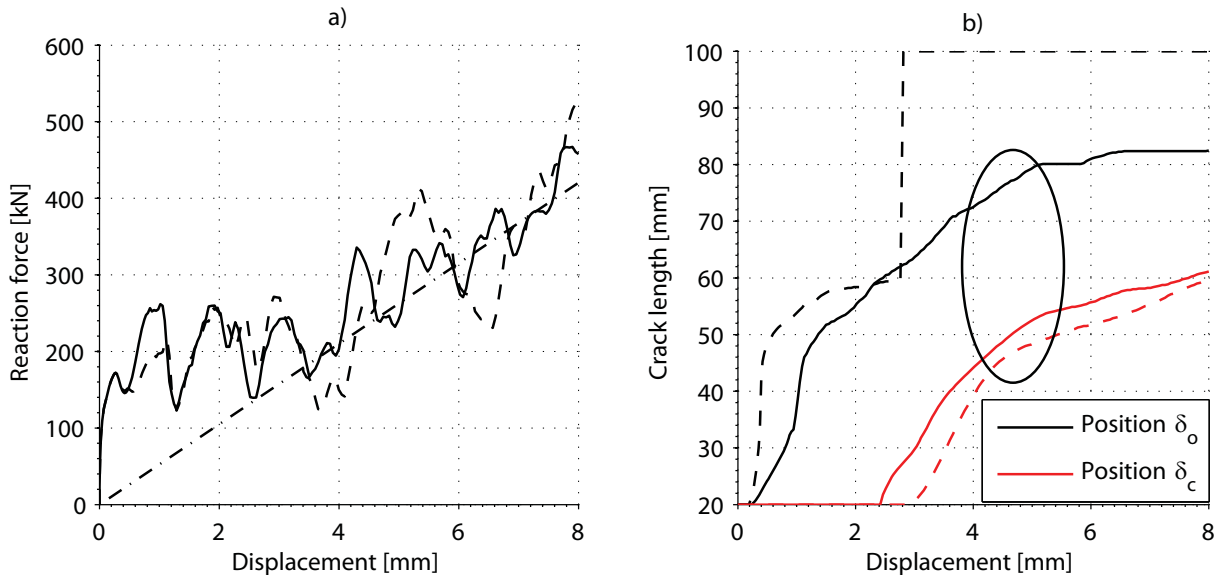 a)
600
500
400
300
200
100
0
Reaction force [kN]
0 2 4 6 8
Displacement [mm]
b)
100
90
80
70
60
50
40
30
20
Crack length [mm]
0 2 4 6 8
Displacement [mm]
Position δo
Position δc